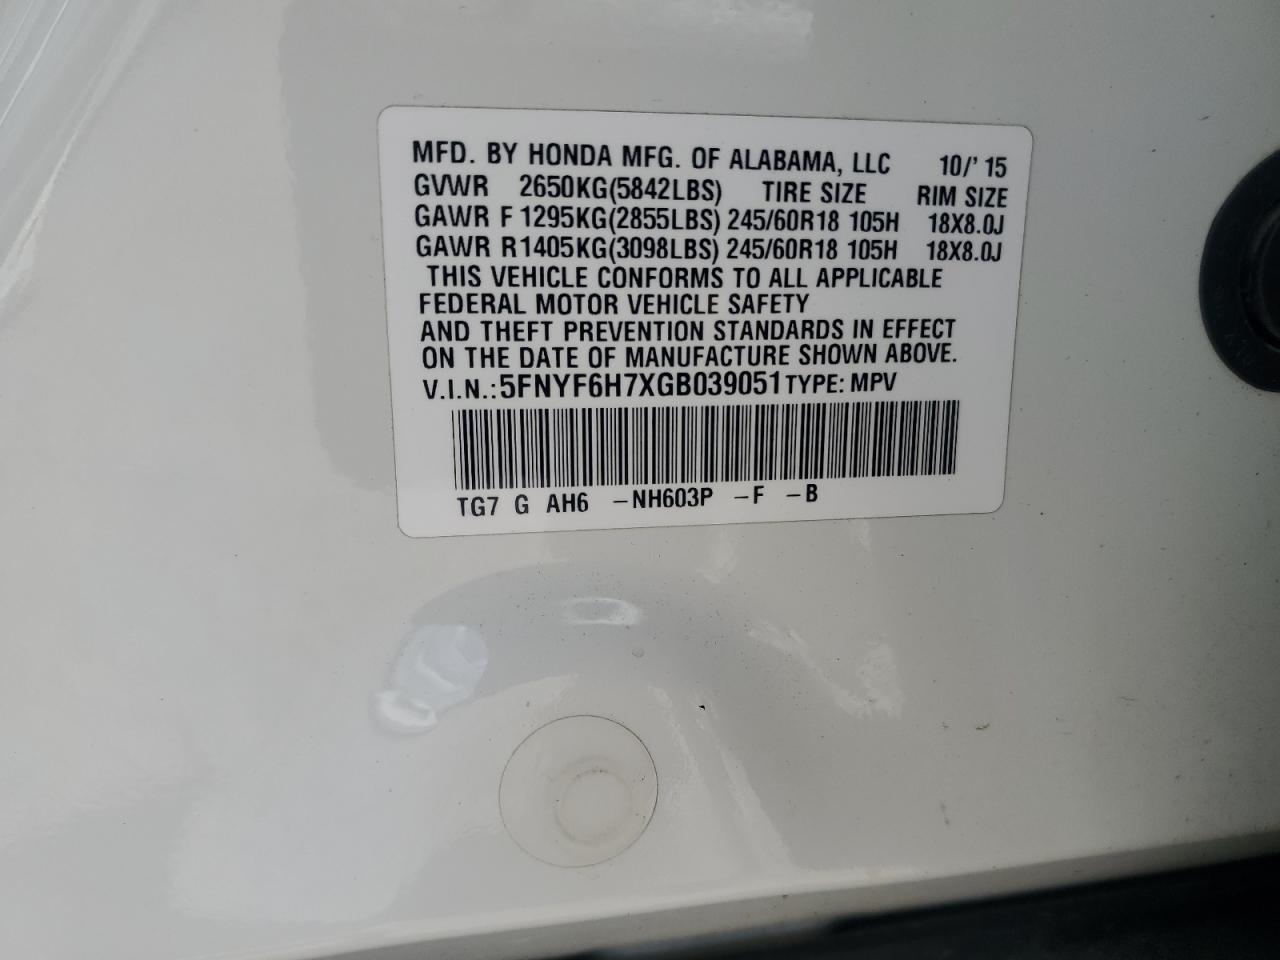 MFD. BY HONDA MFG. OF ALABAMA, LLC 10/' 15
GVWR 2650KG(5842LBS) TIRE SIZE RIM SIZE
GAWR F 1295KG(2855LBS) 245/60R18 105H 18X8.0J
GAWR R1405KG(3098LBS) 245/60R18 105H 18X8.0J
THIS VEHICLE CONFORMS TO ALL APPLICABLE
FEDERAL MOTOR VEHICLE SAFETY
AND THEFT PREVENTION STANDARDS IN EFFECT
ON THE DATE OF MANUFACTURE SHOWN ABOVE.
V.I.N.: 5FNYF6H7XGB039051 TYPE: MPV
TG7 G AH6 -NH603P -F -B